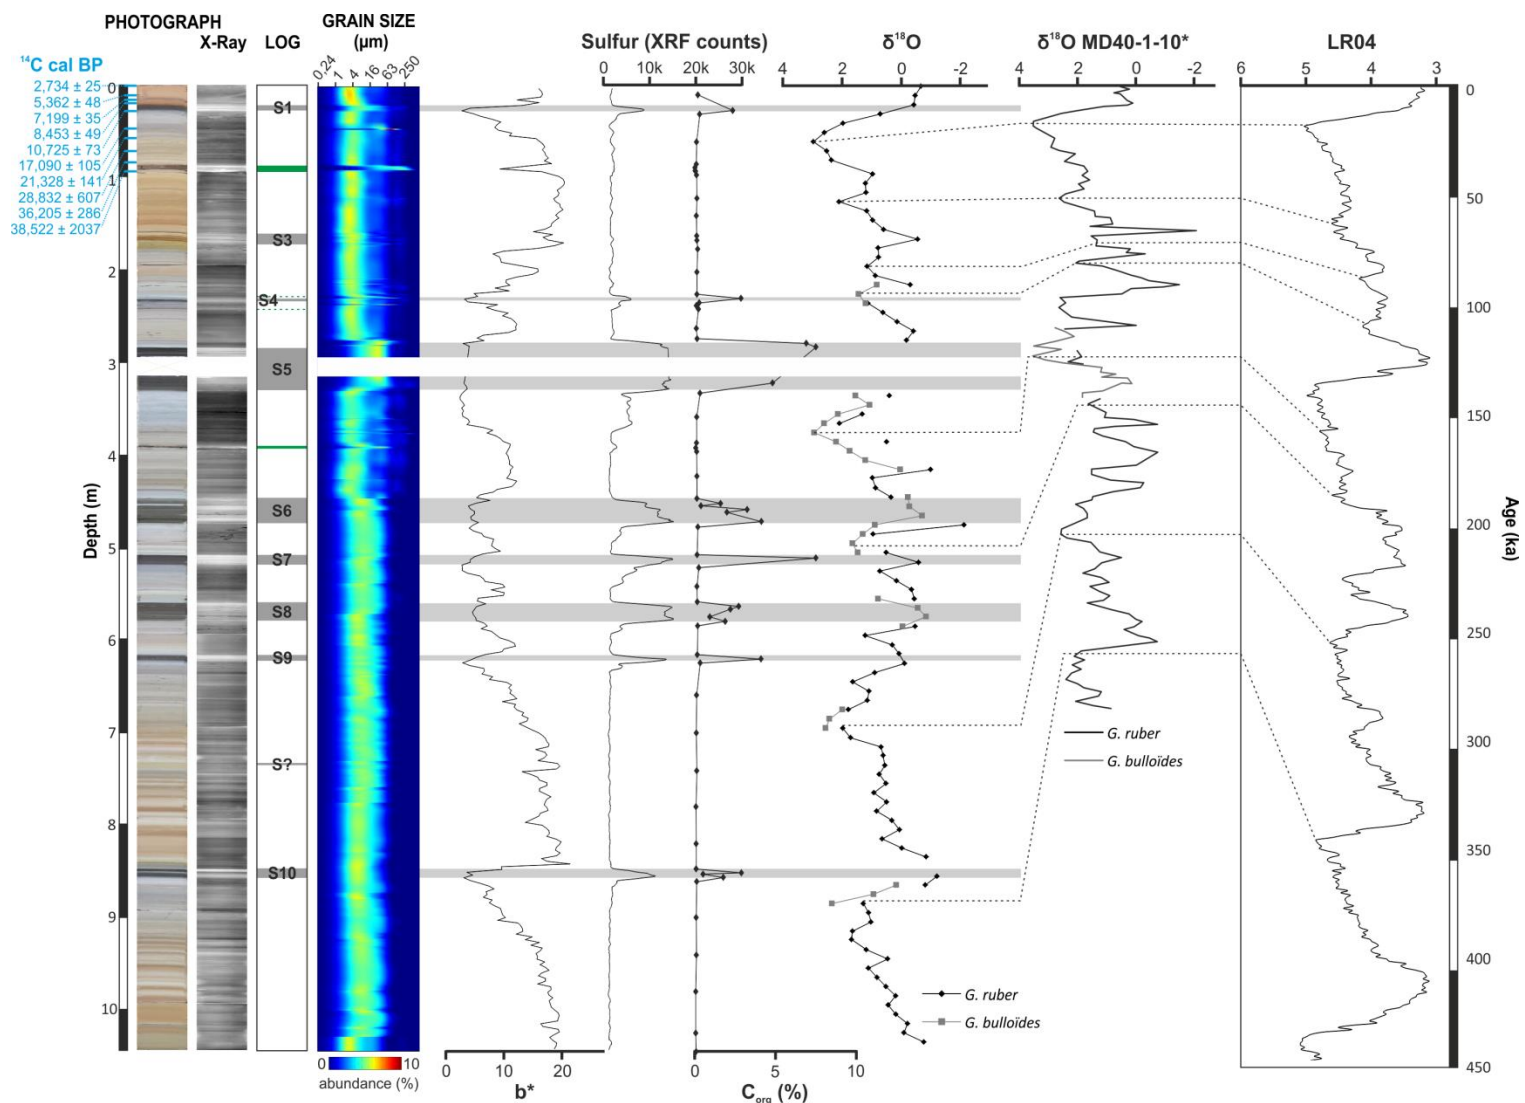 PHOTOGRAPH
X-Ray
LOG
GRAIN SIZE
(µm)
0,24
1
4
16
63
250
Sulfur (XRF counts)
0
10k
20k
30k
δ¹⁸O
4
2
0
-2
δ¹⁸O MD40-1-10*
4
2
0
-2
LR04
6
5
4
3
¹⁴C cal BP
2,734 ± 25
5,362 ± 48
7,199 ± 35
8,453 ± 49
10,725 ± 73
17,090 ± 105
21,328 ± 141
28,832 ± 607
36,205 ± 286
38,522 ± 2037
Depth (m)
0
1
2
3
4
5
6
7
8
9
10
S1
S3
S4
S5
S6
S7
S8
S9
S?
S10
G. ruber
G. bulloïdes
G. ruber
G. bulloïdes
Age (ka)
0
50
100
150
200
250
300
350
400
450
0
10
abundance (%)
0
10
20
b*
0
5
10
Corg (%)